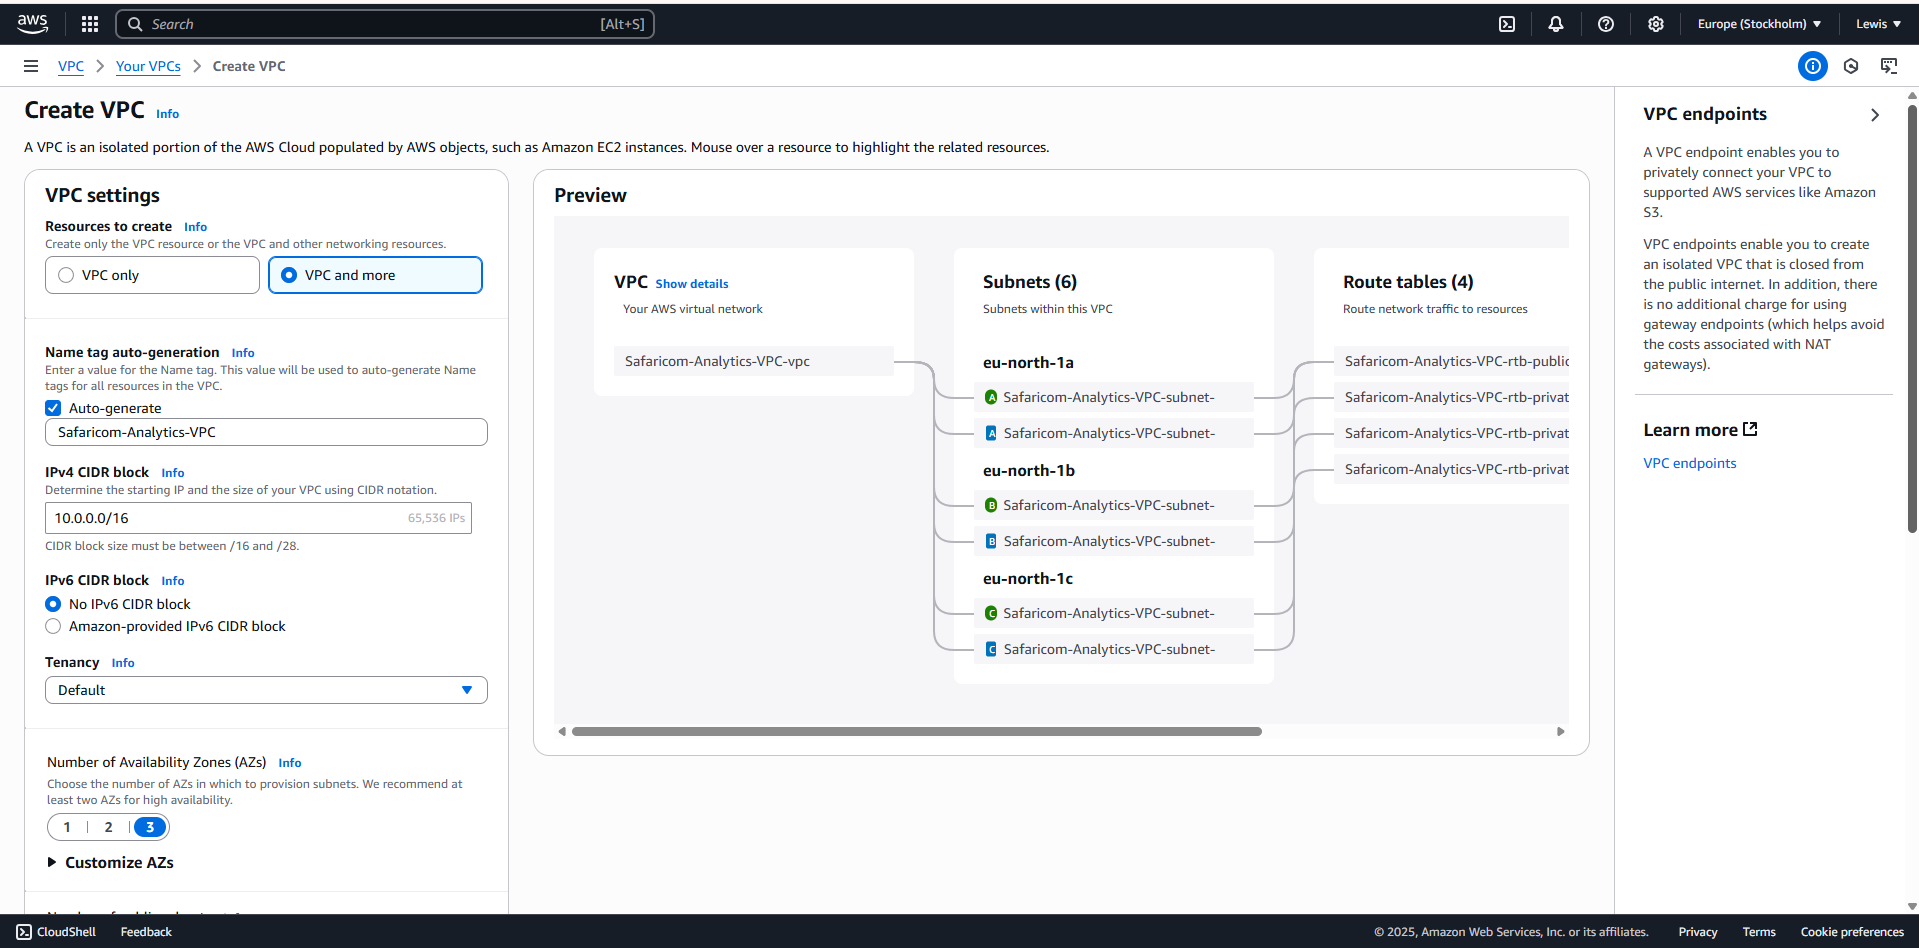 aws
Search
[Alt+S]
Europe (Stockholm)
Lewis
VPC
Your VPCs
Create VPC
Create VPC Info
A VPC is an isolated portion of the AWS Cloud populated by AWS objects, such as Amazon EC2 instances. Mouse over a resource to highlight the related resources.
VPC settings
Resources to create Info
Create only the VPC resource or the VPC and other networking resources.
VPC only
VPC and more
Name tag auto-generation Info
Enter a value for the Name tag. This value will be used to auto-generate Name
tags for all resources in the VPC.
Auto-generate
Safaricom-Analytics-VPC
IPv4 CIDR block Info
Determine the starting IP and the size of your VPC using CIDR notation.
10.0.0.0/16
65,536 IPs
CIDR block size must be between /16 and /28.
IPv6 CIDR block Info
No IPv6 CIDR block
Amazon-provided IPv6 CIDR block
Tenancy Info
Default
Number of Availability Zones (AZs) Info
Choose the number of AZs in which to provision subnets. We recommend at
least two AZs for high availability.
1 2 3
Customize AZs
Preview
VPC Show details
Your AWS virtual network
Safaricom-Analytics-VPC-vpc
Subnets (6)
Subnets within this VPC
eu-north-1a
A Safaricom-Analytics-VPC-subnet-
A Safaricom-Analytics-VPC-subnet-
eu-north-1b
B Safaricom-Analytics-VPC-subnet-
B Safaricom-Analytics-VPC-subnet-
eu-north-1c
C Safaricom-Analytics-VPC-subnet-
C Safaricom-Analytics-VPC-subnet-
Route tables (4)
Route network traffic to resources
Safaricom-Analytics-VPC-rtb-public
Safaricom-Analytics-VPC-rtb-privat
Safaricom-Analytics-VPC-rtb-privat
Safaricom-Analytics-VPC-rtb-privat
VPC endpoints
A VPC endpoint enables you to
privately connect your VPC to
supported AWS services like Amazon
S3.
VPC endpoints enable you to create
an isolated VPC that is closed from
the public internet. In addition, there
is no additional charge for using
gateway endpoints (which helps avoid
the costs associated with NAT
gateways).
Learn more
VPC endpoints
CloudShell
Feedback
© 2025, Amazon Web Services, Inc. or its affiliates.
Privacy
Terms
Cookie preferences